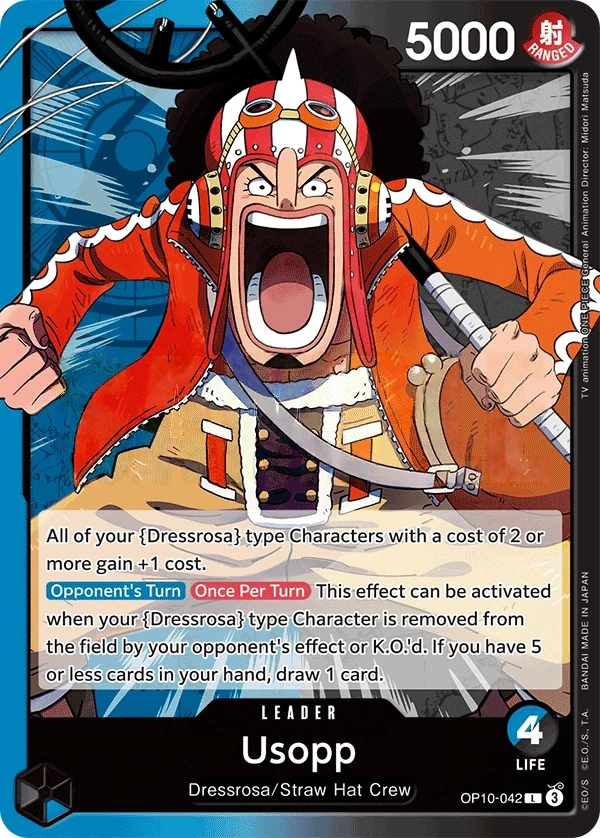 5000
射
RANGED
TV animation ONE PIECE General Animation Director: Midori Matsuda
All of your {Dressrosa} type Characters with a cost of 2 or
more gain +1 cost.
Opponent's Turn Once Per Turn This effect can be activated
when your {Dressrosa} type Character is removed from
the field by your opponent's effect or K.O.'d. If you have 5
or less cards in your hand, draw 1 card.
©E.O./S., T.A. BANDAI MADE IN JAPAN
©EO/S
LEADER
4
LIFE
Usopp
Dressrosa/Straw Hat Crew
OP10-042 L 3